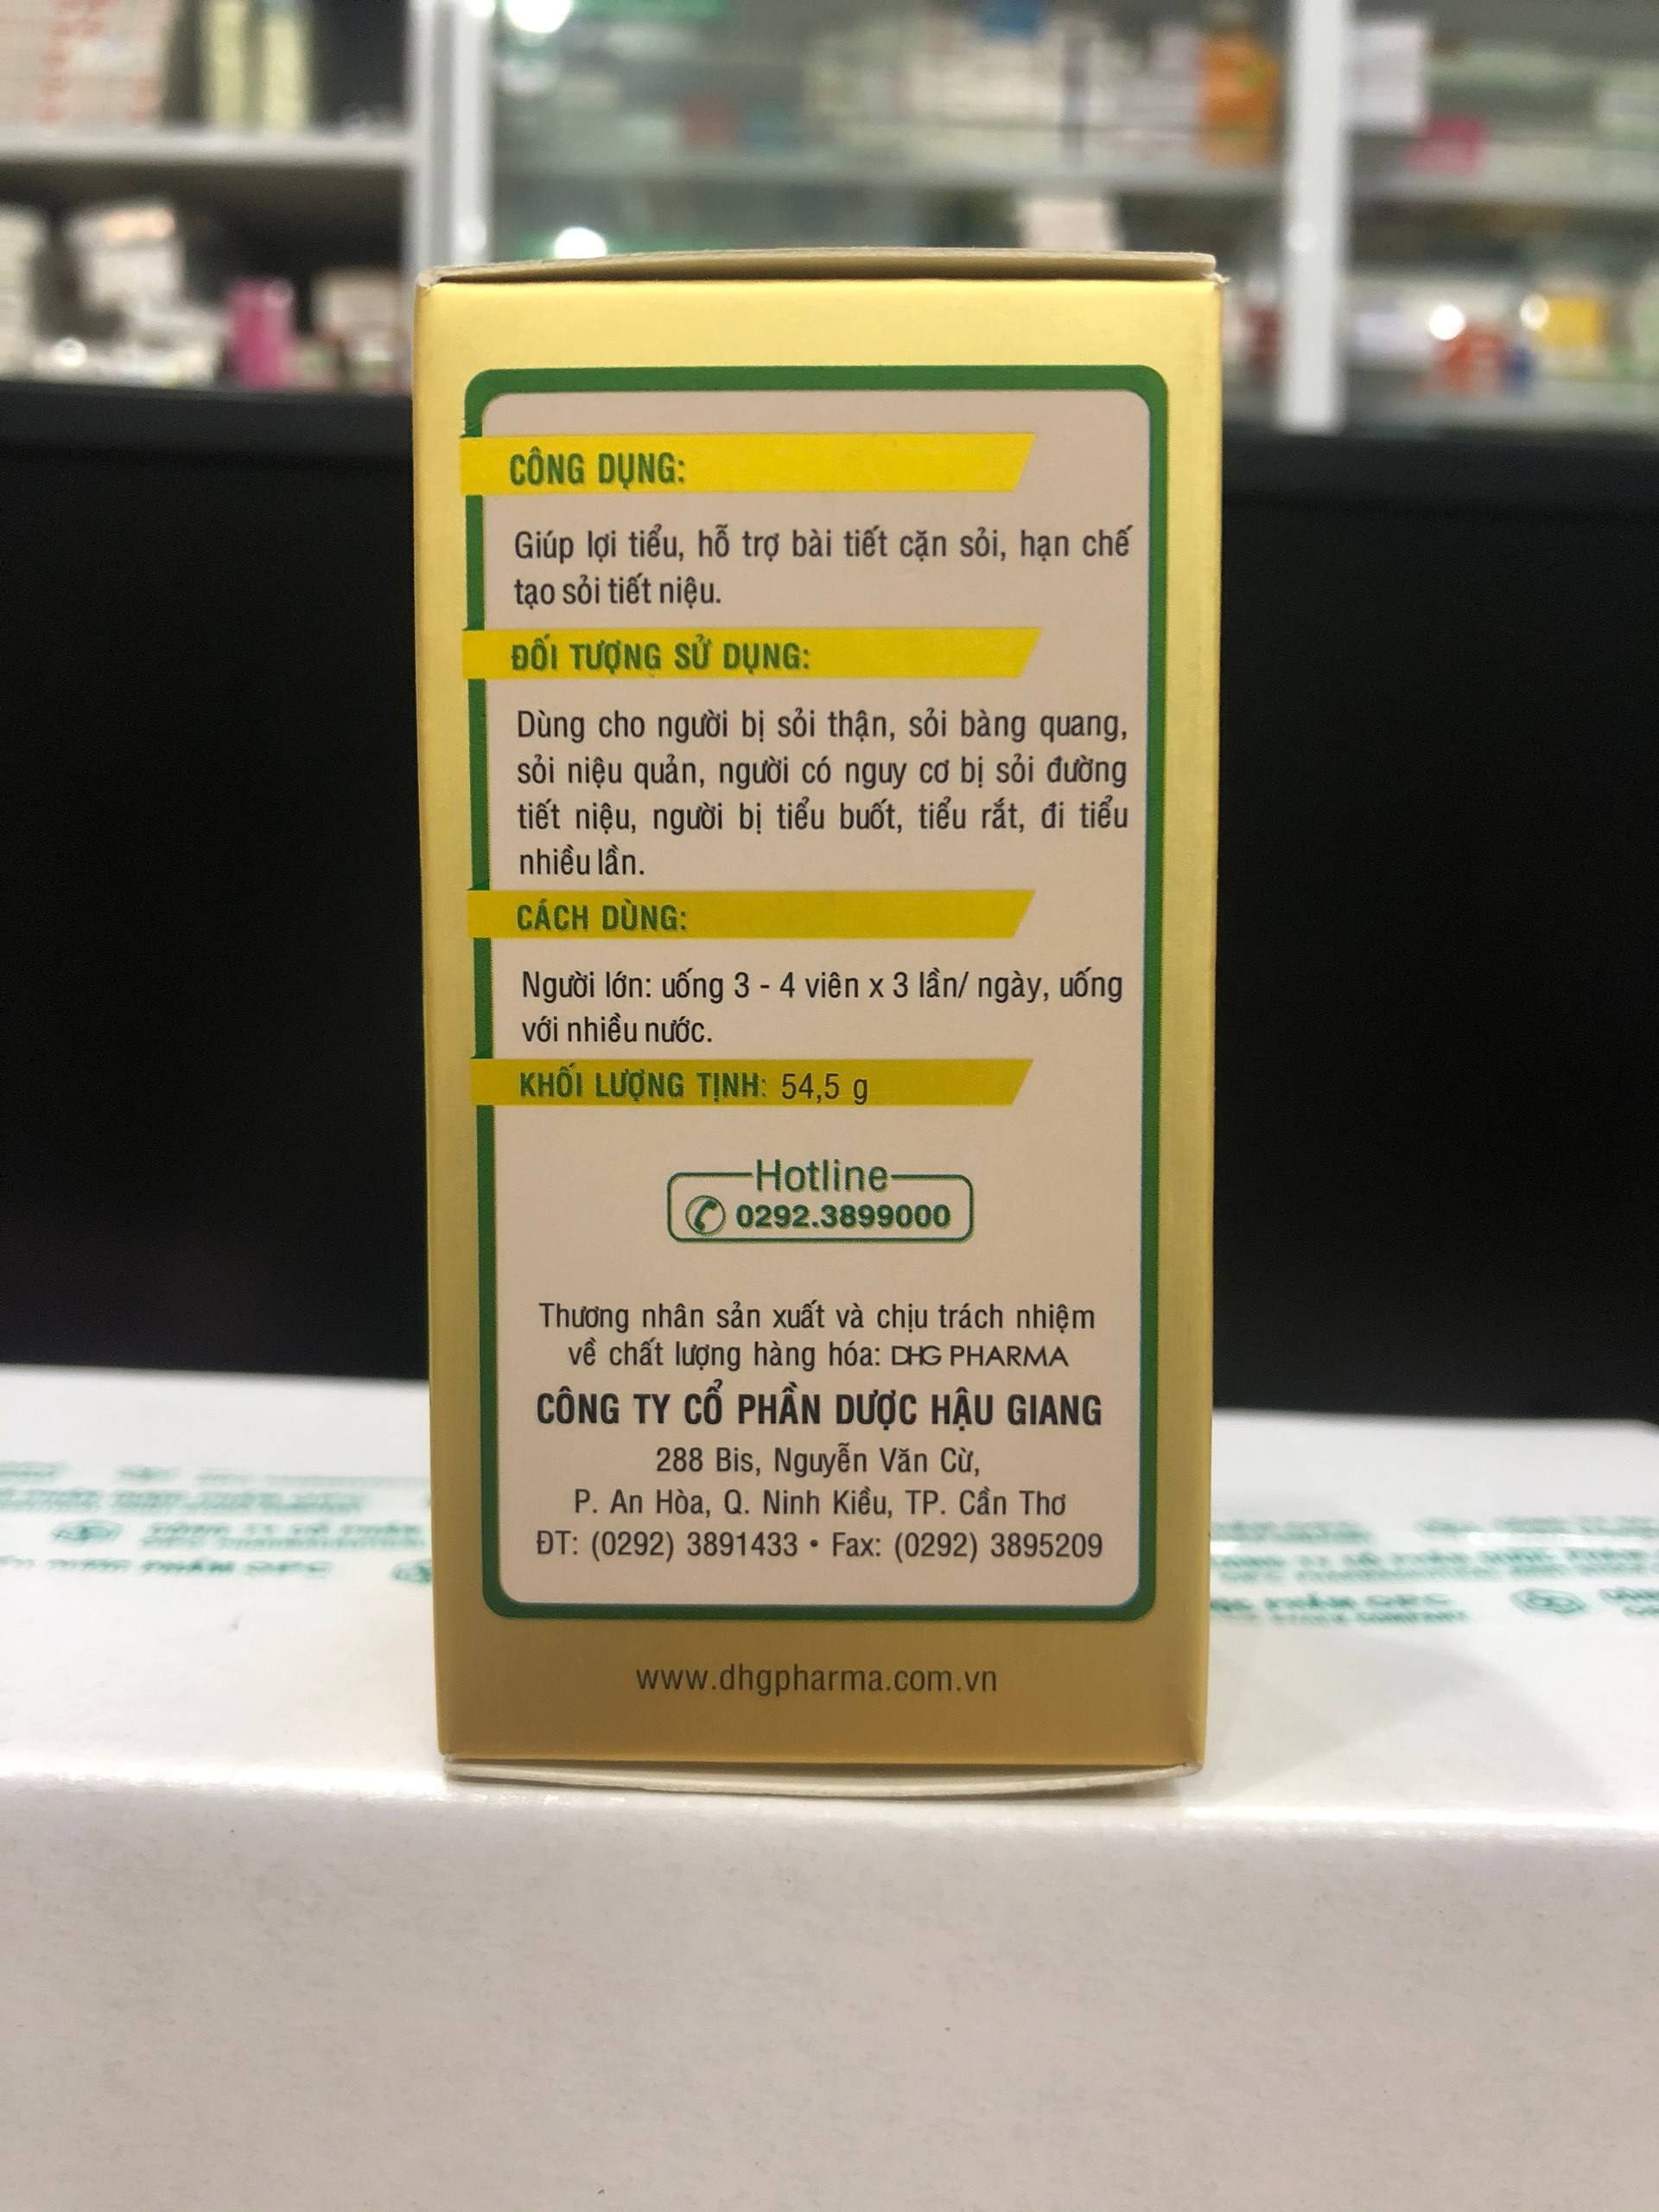 CÔNG DỤNG:
Giúp lợi tiểu, hỗ trợ bài tiết cặn sỏi, hạn chế
tạo sỏi tiết niệu.
ĐỐI TƯỢNG SỬ DỤNG:
Dùng cho người bị sỏi thận, sỏi bàng quang,
sỏi niệu quản, người có nguy cơ bị sỏi đường
tiết niệu, người bị tiểu buốt, tiểu rắt, đi tiểu
nhiều lần.
CÁCH DÙNG:
Người lớn: uống 3 - 4 viên x 3 lần/ ngày, uống
với nhiều nước.
KHỐI LƯỢNG TỊNH: 54,5 g
Hotline
0292.3899000
Thương nhân sản xuất và chịu trách nhiệm
về chất lượng hàng hóa: DHG PHARMA
CÔNG TY CỔ PHẦN DƯỢC HẬU GIANG
288 Bis, Nguyễn Văn Cừ,
P. An Hòa, Q. Ninh Kiều, TP. Cần Thơ
ĐT: (0292) 3891433 • Fax: (0292) 3895209
www.dhgpharma.com.vn